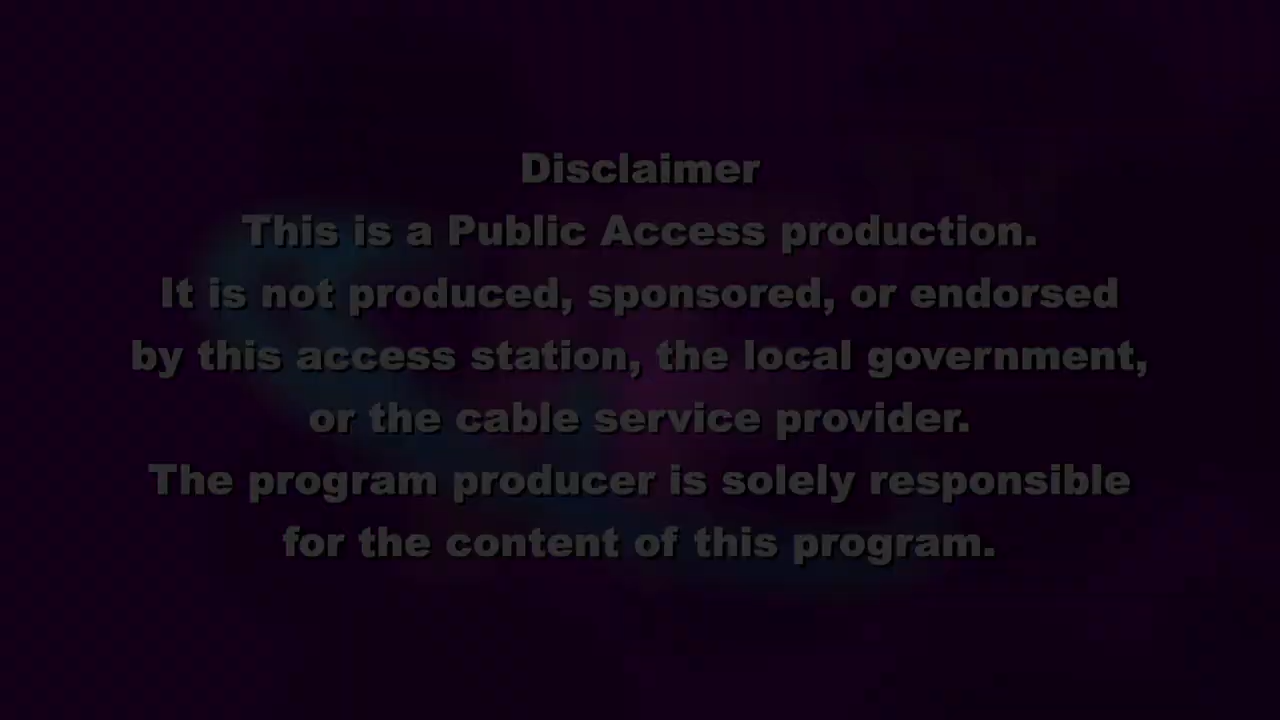 Disclaimer
This is a Public Access production.
It is not produced, sponsored, or endorsed
by this access station, the local government,
or the cable service provider.
The program producer is solely responsible
for the content of this program.